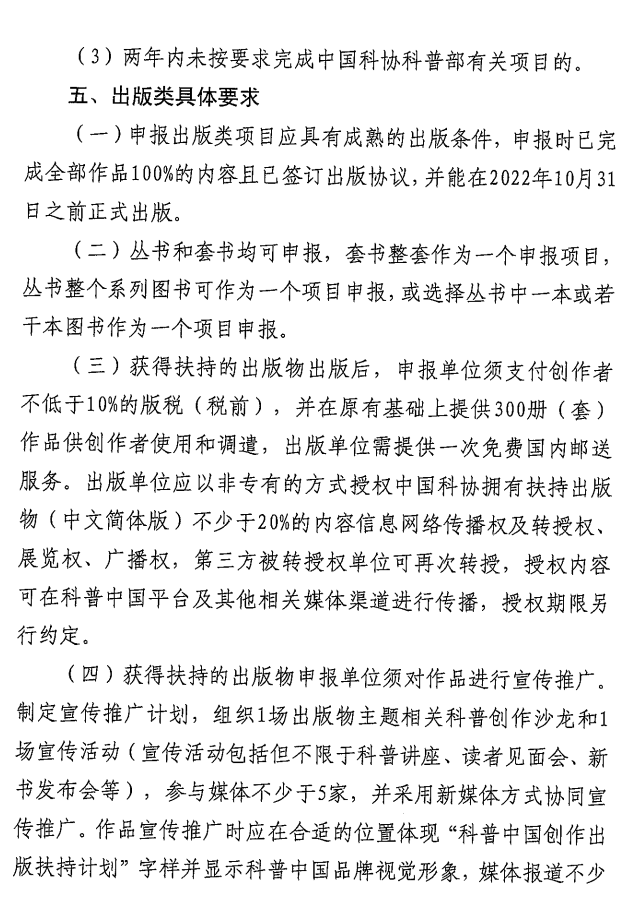 （3）两年内未按要求完成中国科协科普部有关项目的。
五、出版类具体要求
（一）申报出版类项目应具有成熟的出版条件，申报时已完
成全部作品100%的内容且已签订出版协议，并能在2022年10月31
日之前正式出版。
（二）丛书和套书均可申报，套书整套作为一个申报项目，
丛书整个系列图书可作为一个项目申报，或选择丛书中一本或若
干本图书作为一个项目申报。
（三）获得扶持的出版物出版后，申报单位须支付创作者
不低于10%的版税（税前），并在原有基础上提供300册（套）
作品供创作者使用和调遣，出版单位需提供一次免费国内邮送
服务。出版单位应以非专有的方式授权中国科协拥有扶持出版
物（中文简体版）不少于20%的内容信息网络传播权及转授权、
展览权、广播权，第三方被转授权单位可再次转授，授权内容
可在科普中国平台及其他相关媒体渠道进行传播，授权期限另
行约定。
（四）获得扶持的出版物申报单位须对作品进行宣传推广。
制定宣传推广计划，组织1场出版物主题相关科普创作沙龙和1
场宣传活动（宣传活动包括但不限于科普讲座、读者见面会、新
书发布会等），参与媒体不少于5家，并采用新媒体方式协同宣
传推广。作品宣传推广时应在合适的位置体现“科普中国创作出
版扶持计划”字样并显示科普中国品牌视觉形象，媒体报道不少